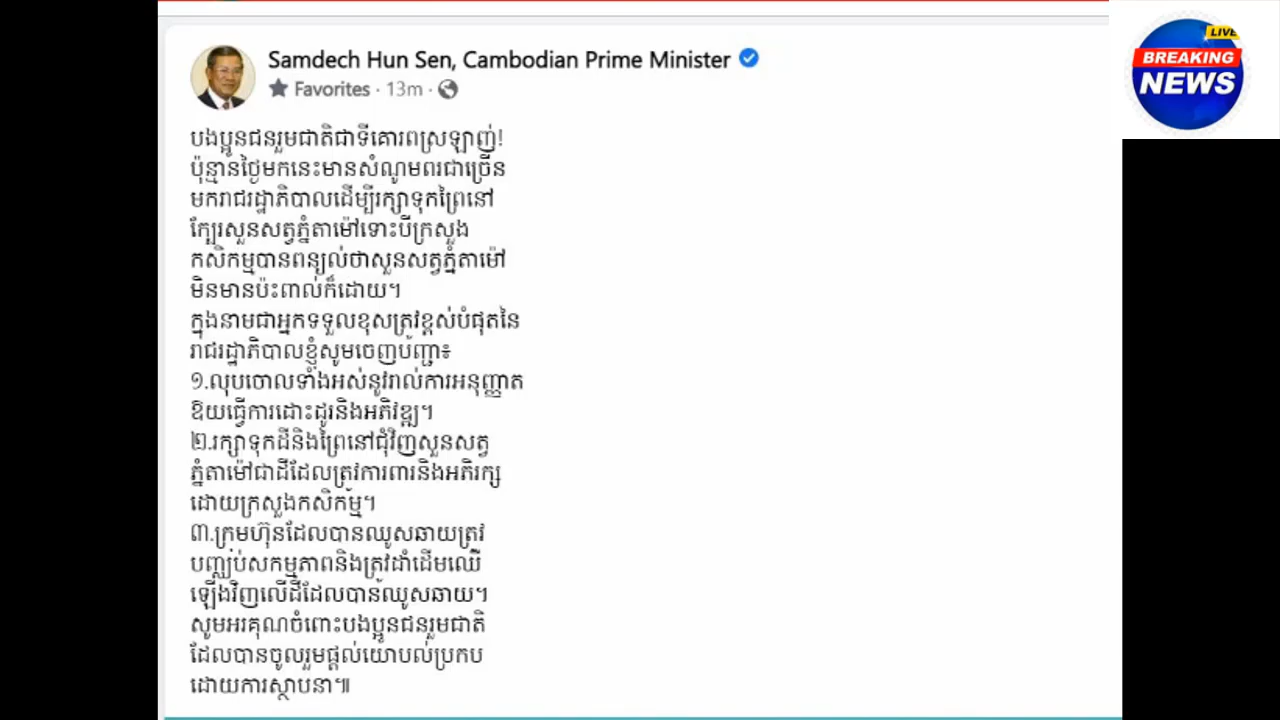 Samdech Hun Sen, Cambodian Prime Minister
Favorites · 13m ·
បងប្អូនជនរួមជាតិជាទីគោរពស្រឡាញ់!
ប៉ុន្មានថ្ងៃមកនេះមានសំណូមពរជាច្រើន
មករាជរដ្ឋាភិបាលដើម្បីរក្សាទុកព្រៃនៅ
ក្បែរសួនសត្វភ្នំតាម៉ៅទោះបីក្រសួង
កសិកម្មបានពន្យល់ថាសួនសត្វភ្នំតាម៉ៅ
មិនមានប៉ះពាល់ក៏ដោយ។
ក្នុងនាមជាអ្នកទទួលខុសត្រូវខ្ពស់បំផុតនៃ
រាជរដ្ឋាភិបាលខ្ញុំសូមចេញបញ្ជា៖
១.លុបចោលទាំងអស់នូវរាល់ការអនុញ្ញាត
ឱយធ្វើការដោះដូរនិងអភិវឌ្ឍ។
២.រក្សាទុកដីនិងព្រៃនៅជុំវិញសួនសត្វ
ភ្នំតាម៉ៅជាដីដែលត្រូវការពារនិងអភិរក្ស
ដោយក្រសួងកសិកម្ម។
៣.ក្រុមហ៊ុនដែលបានឈូសឆាយត្រូវ
បញ្ឈប់សកម្មភាពនិងត្រូវដាំដើមឈើ
ឡើងវិញលើដីដែលបានឈូសឆាយ។
សូមអរគុណចំពោះបងប្អូនជនរួមជាតិ
ដែលបានចូលរួមផ្តល់យោបល់ប្រកប
ដោយការស្ថាបនា៕
LIVE
BREAKING
NEWS